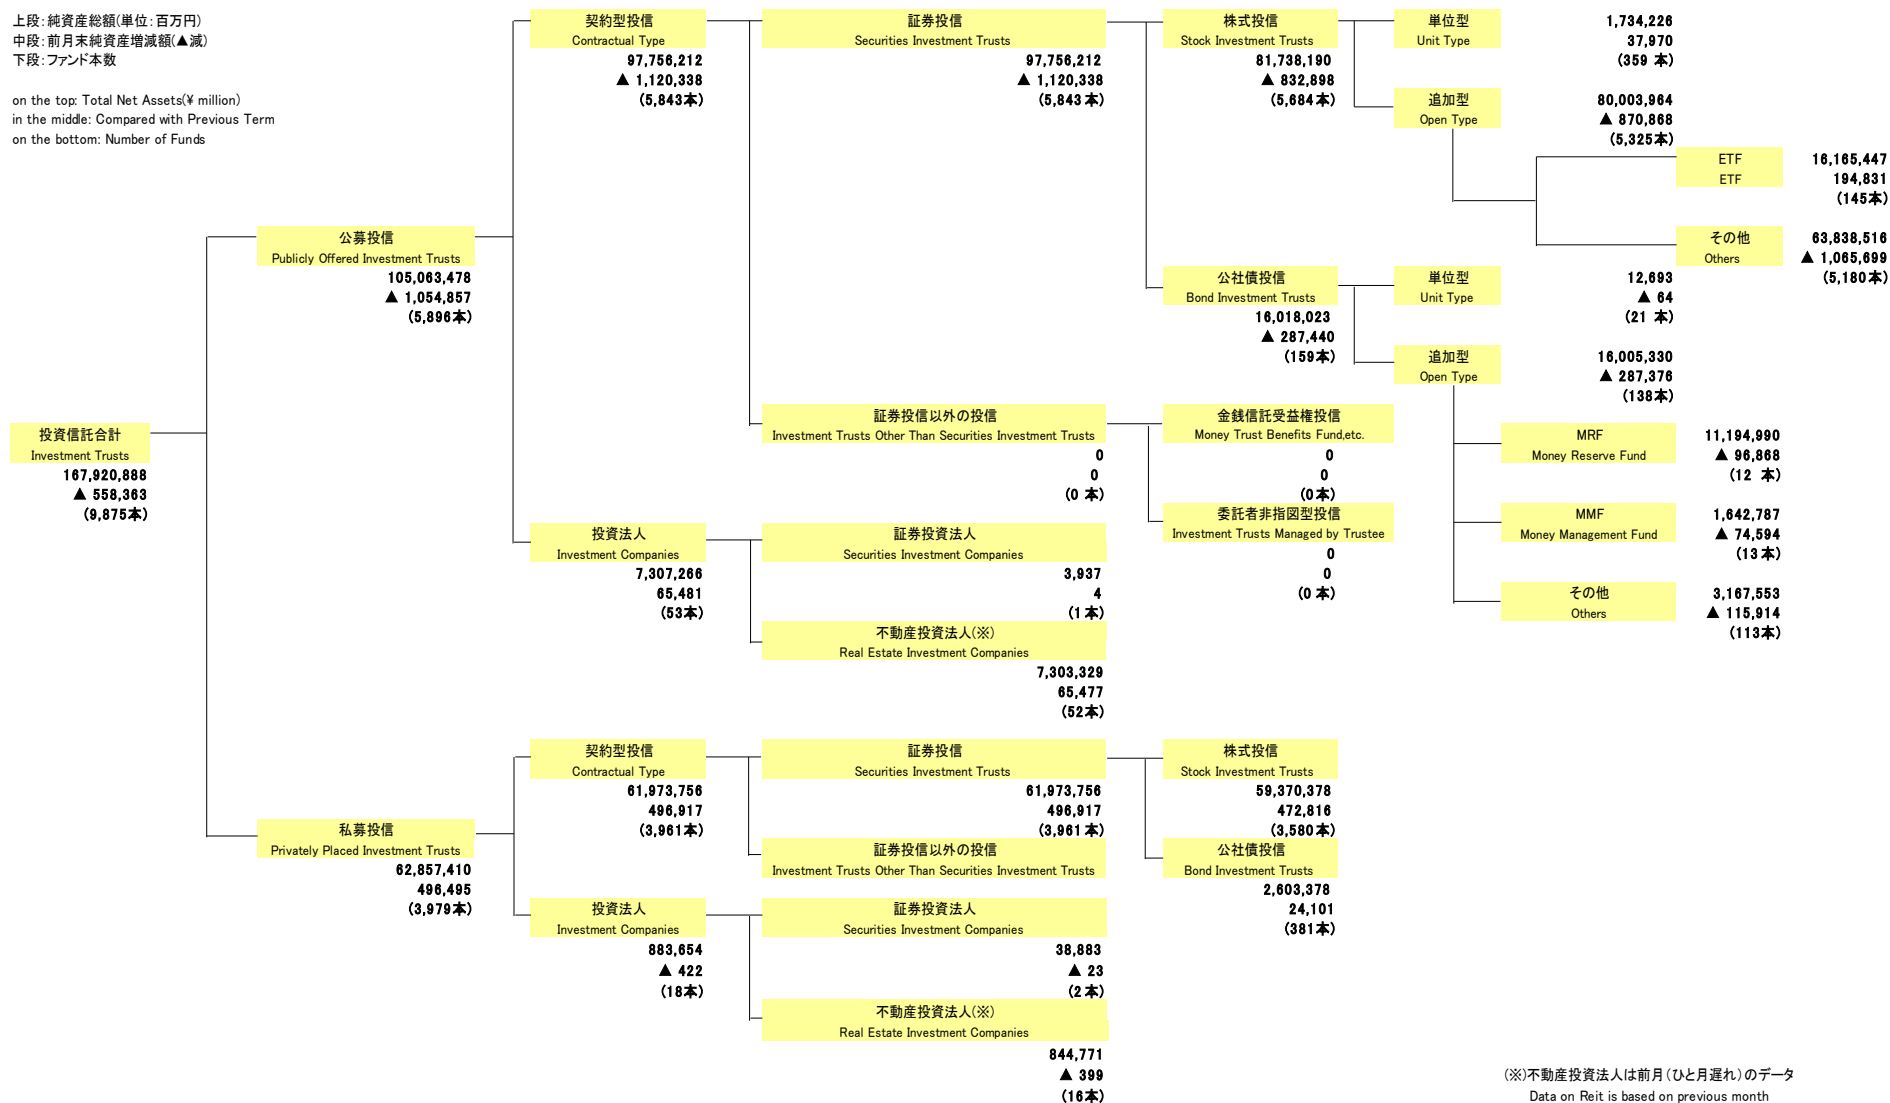 上段：純資産総額(単位：百万円)
中段：前月末純資産増減額(▲減)
下段：ファンド本数
on the top: Total Net Assets(¥ million)
in the middle: Compared with Previous Term
on the bottom: Number of Funds
投資信託合計
Investment Trusts
167,920,888
▲ 558,363
(9,875本)
公募投信
Publicly Offered Investment Trusts
105,063,478
▲ 1,054,857
(5,896本)
契約型投信
Contractual Type
97,756,212
▲ 1,120,338
(5,843本)
証券投信
Securities Investment Trusts
97,756,212
▲ 1,120,338
(5,843本)
株式投信
Stock Investment Trusts
81,738,190
▲ 832,898
(5,684本)
単位型
Unit Type
1,734,226
37,970
(359 本)
追加型
Open Type
80,003,964
▲ 870,868
(5,325本)
ETF
ETF
16,165,447
194,831
(145本)
その他
Others
63,838,516
▲ 1,065,699
(5,180本)
公社債投信
Bond Investment Trusts
16,018,023
▲ 287,440
(159本)
単位型
Unit Type
12,693
▲ 64
(21 本)
追加型
Open Type
16,005,330
▲ 287,376
(138本)
MRF
Money Reserve Fund
11,194,990
▲ 96,868
(12 本)
MMF
Money Management Fund
1,642,787
▲ 74,594
(13本)
その他
Others
3,167,553
▲ 115,914
(113本)
証券投信以外の投信
Investment Trusts Other Than Securities Investment Trusts
0
0
(0 本)
金銭信託受益権投信
Money Trust Benefits Fund,etc.
0
0
(0本)
委託者非指図型投信
Investment Trusts Managed by Trustee
0
0
(0 本)
投資法人
Investment Companies
7,307,266
65,481
(53本)
証券投資法人
Securities Investment Companies
3,937
4
(1本)
不動産投資法人(※)
Real Estate Investment Companies
7,303,329
65,477
(52本)
私募投信
Privately Placed Investment Trusts
62,857,410
496,495
(3,979本)
契約型投信
Contractual Type
61,973,756
496,917
(3,961本)
証券投信
Securities Investment Trusts
61,973,756
496,917
(3,961本)
株式投信
Stock Investment Trusts
59,370,378
472,816
(3,580本)
公社債投信
Bond Investment Trusts
2,603,378
24,101
(381本)
証券投信以外の投信
Investment Trusts Other Than Securities Investment Trusts
投資法人
Investment Companies
883,654
▲ 422
(18本)
証券投資法人
Securities Investment Companies
38,883
▲ 23
(2本)
不動産投資法人(※)
Real Estate Investment Companies
844,771
▲ 399
(16本)
(※)不動産投資法人は前月(ひと月遅れ)のデータ
Data on Reit is based on previous month